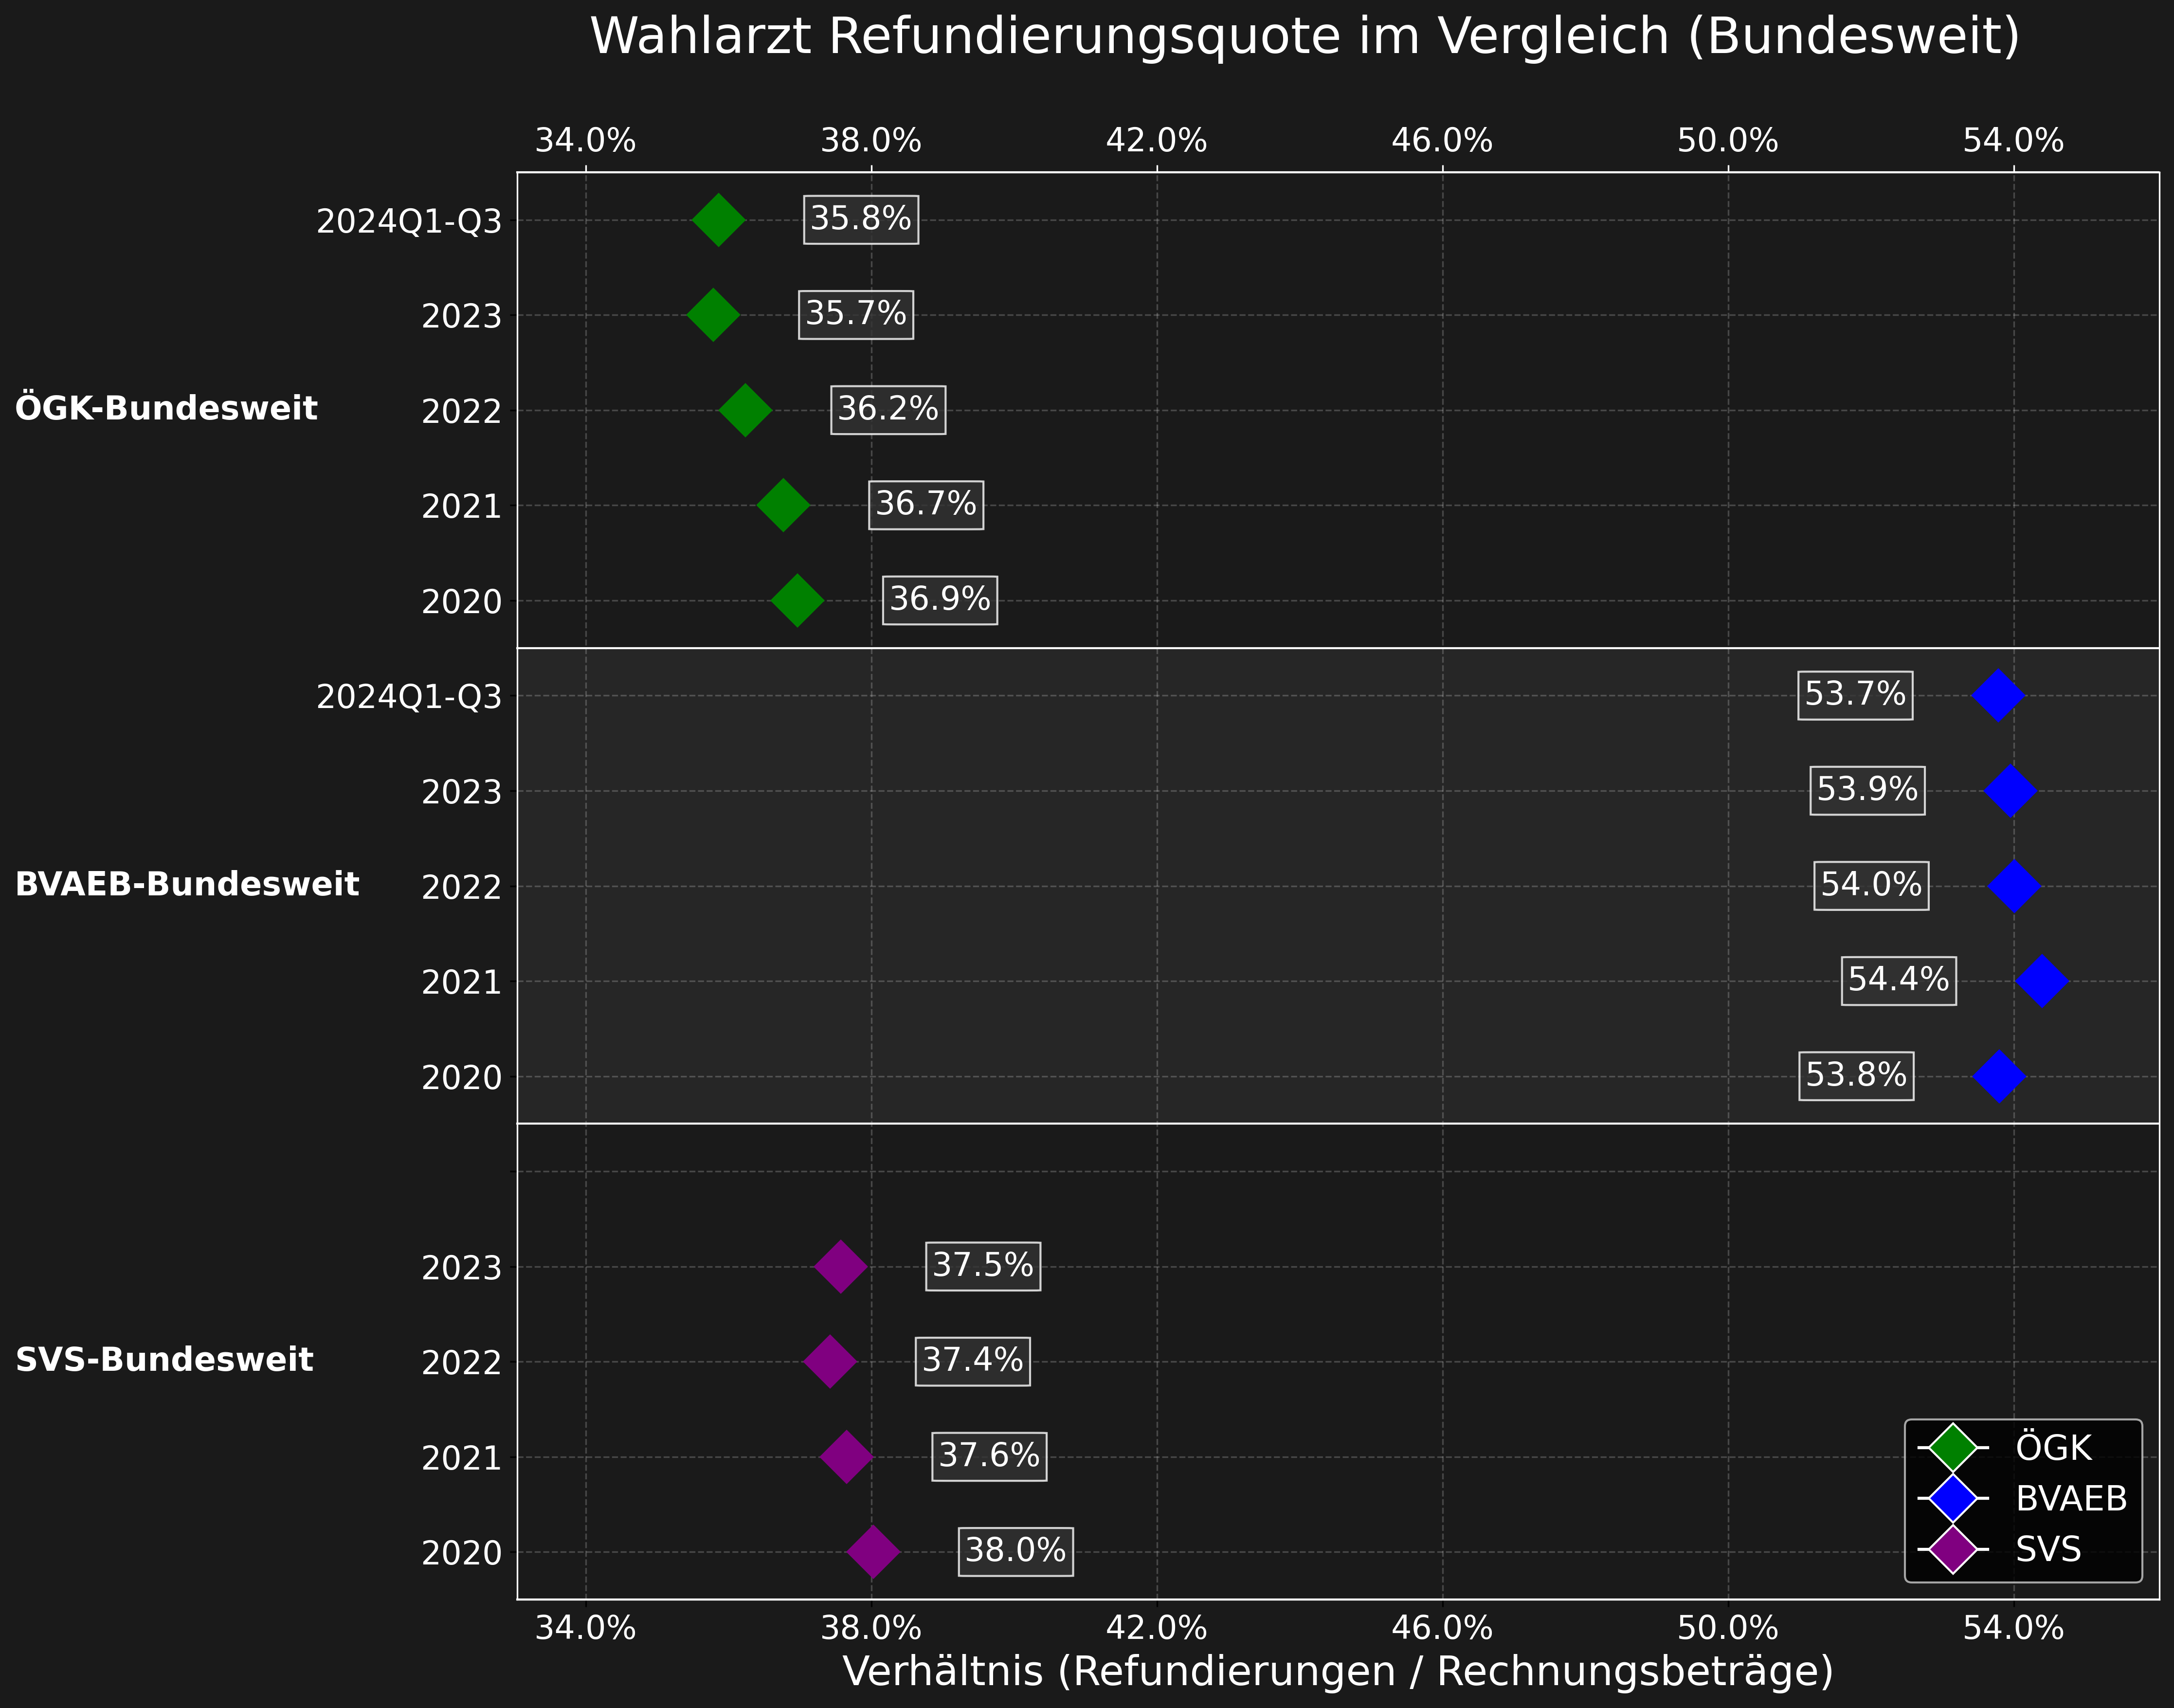 Wahlarzt Refundierungsquote im Vergleich (Bundesweit)
34.0% 38.0% 42.0% 46.0% 50.0% 54.0%
ÖGK-Bundesweit
2024Q1-Q3 35.8%
2023 35.7%
2022 36.2%
2021 36.7%
2020 36.9%
BVAEB-Bundesweit
2024Q1-Q3 53.7%
2023 53.9%
2022 54.0%
2021 54.4%
2020 53.8%
SVS-Bundesweit
2023 37.5%
2022 37.4%
2021 37.6%
2020 38.0%
ÖGK
BVAEB
SVS
34.0% 38.0% 42.0% 46.0% 50.0% 54.0%
Verhältnis (Refundierungen / Rechnungsbeträge)